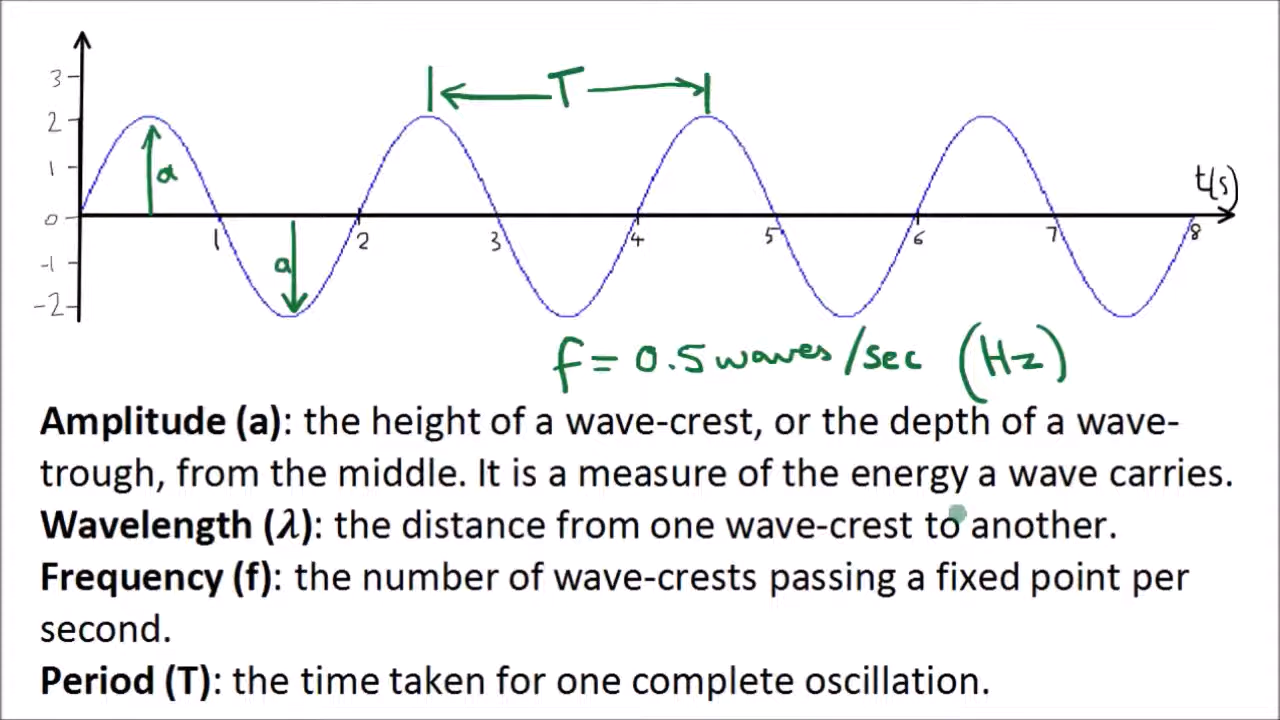 3
T
2
t(s)
1
a
0
1
2
3
4
5
6
7
8
-1
a
-2
f = 0.5 waves/sec (Hz)
Amplitude (a): the height of a wave-crest, or the depth of a wave-
trough, from the middle. It is a measure of the energy a wave carries.
Wavelength (λ): the distance from one wave-crest to another.
Frequency (f): the number of wave-crests passing a fixed point per
second.
Period (T): the time taken for one complete oscillation.